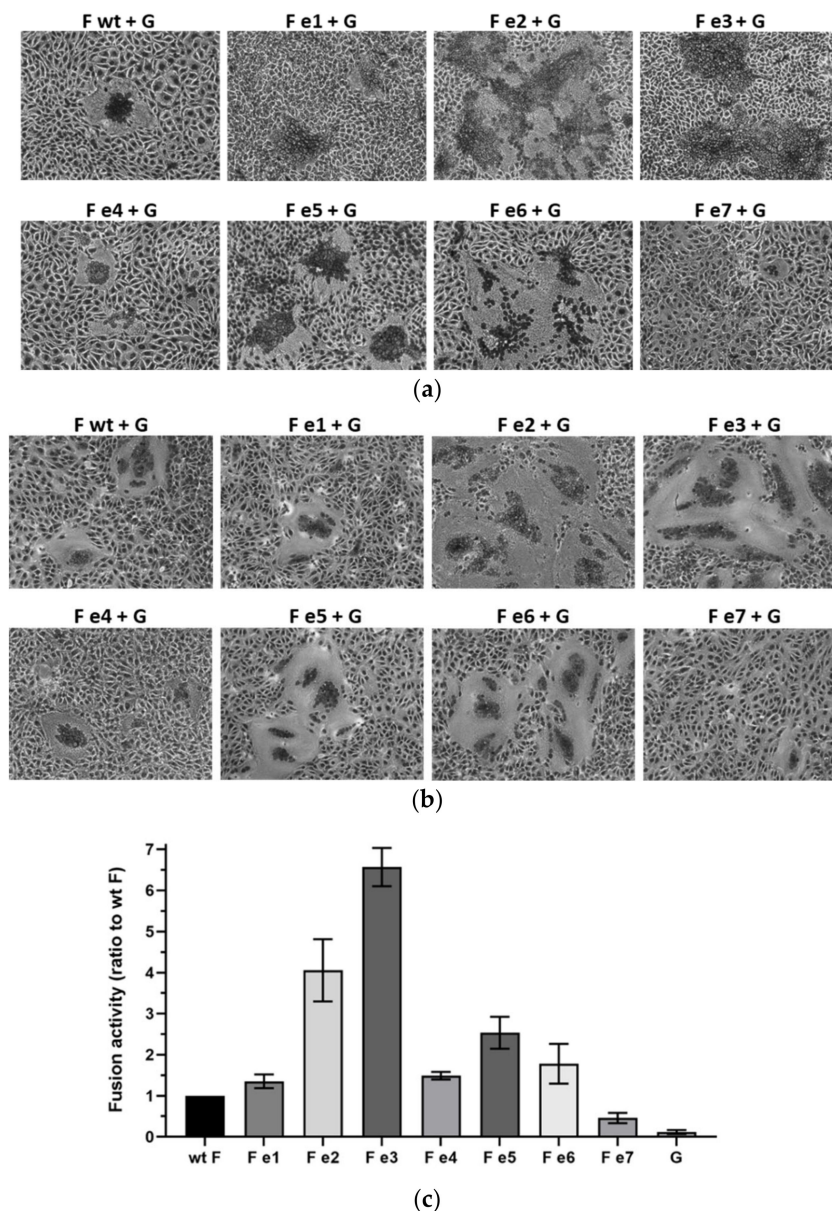 F wt + G F e1 + G F e2 + G F e3 + G
F e4 + G F e5 + G F e6 + G F e7 + G
(a)
F wt + G F e1 + G F e2 + G F e3 + G
F e4 + G F e5 + G F e6 + G F e7 + G
(b)
Fusion activity (ratio to wt F)
7
6
5
4
3
2
1
0
wt F F e1 F e2 F e3 F e4 F e5 F e6 F e7 G
(c)